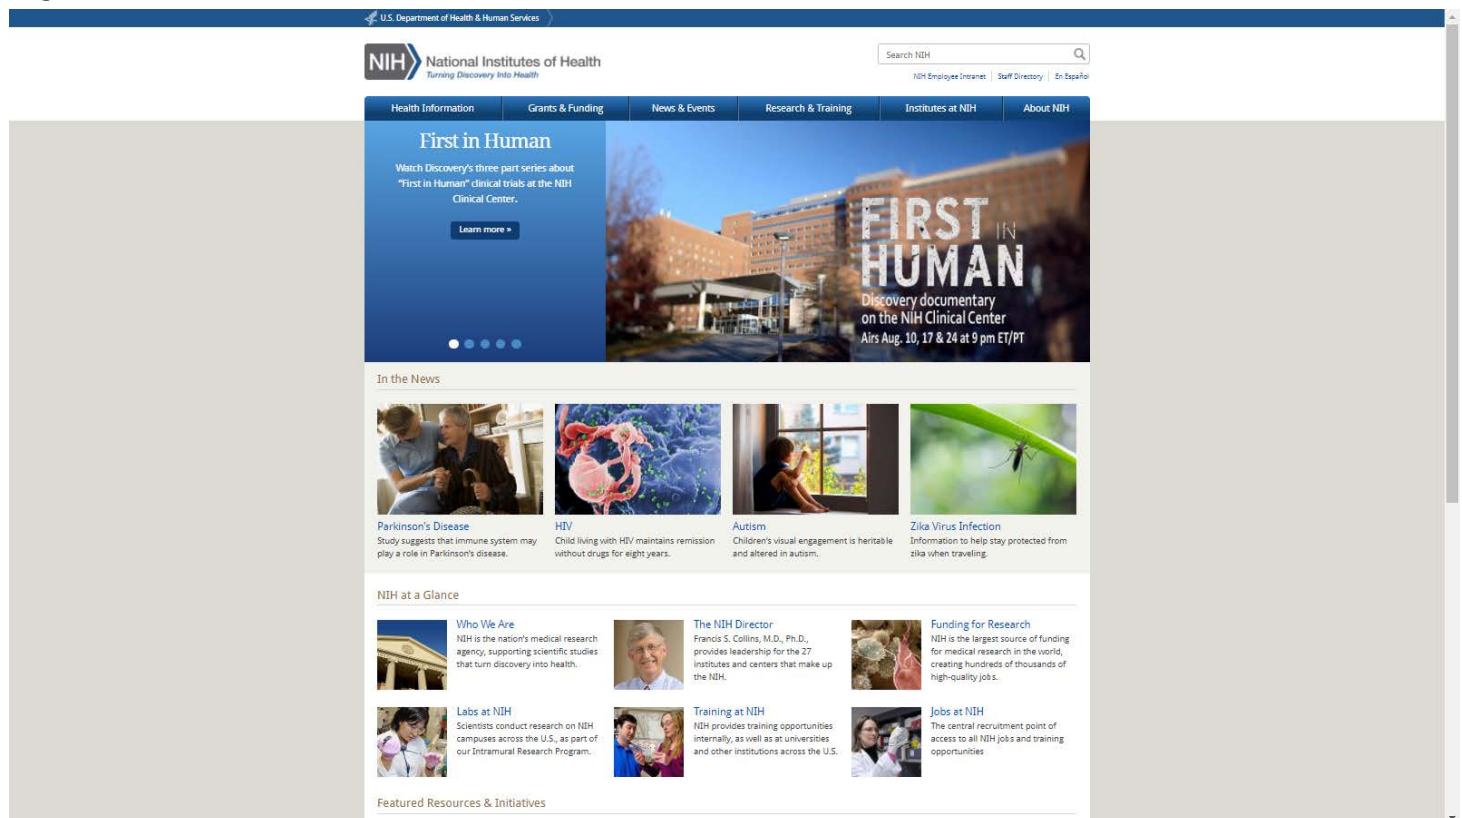 U.S. Department of Health & Human Services
NIH National Institutes of Health
Turning Discovery Into Health
Search NIH
NIH Employee Intranet Staff Directory En Español
Health Information Grants & Funding News & Events Research & Training Institutes at NIH About NIH
First in Human
Watch Discovery's three part series about
"First in Human" clinical trials at the NIH
Clinical Center.
Learn more »
FIRST IN
HUMAN
Discovery documentary
on the NIH Clinical Center
Airs Aug. 10, 17 & 24 at 9 pm ET/PT
In the News
Parkinson's Disease
Study suggests that immune system may
play a role in Parkinson's disease.
HIV
Child living with HIV maintains remission
without drugs for eight years.
Autism
Children's visual engagement is heritable
and altered in autism.
Zika Virus Infection
Information to help stay protected from
zika when traveling.
NIH at a Glance
Who We Are
NIH is the nation's medical research
agency, supporting scientific studies
that turn discovery into health.
The NIH Director
Francis S. Collins, M.D., Ph.D.,
provides leadership for the 27
institutes and centers that make up
the NIH.
Funding for Research
NIH is the largest source of funding
for medical research in the world,
creating hundreds of thousands of
high-quality jobs.
Labs at NIH
Scientists conduct research on NIH
campuses across the U.S., as part of
our Intramural Research Program.
Training at NIH
NIH provides training opportunities
internally, as well as at universities
and other institutions across the U.S.
Jobs at NIH
The central recruitment point of
access to all NIH jobs and training
opportunities
Featured Resources & Initiatives